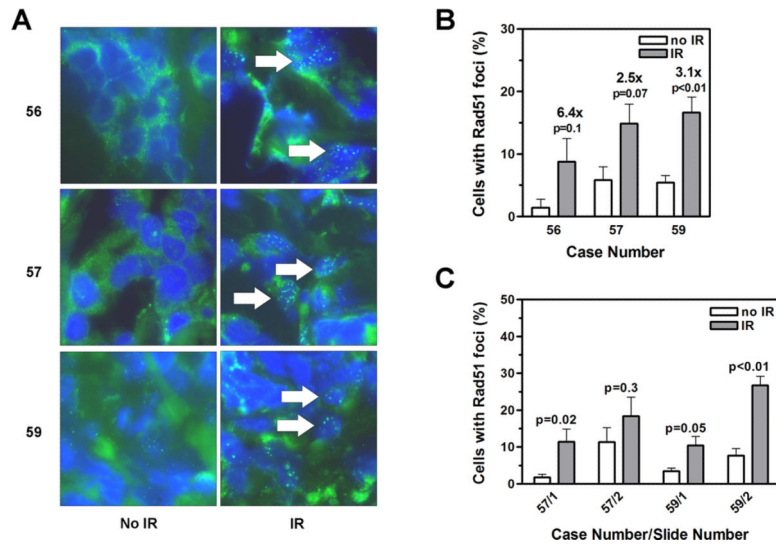 A
56
57
59
No IR
IR
B
Cells with Rad51 foci (%)
30
20
10
0
no IR
IR
6.4x
p=0.1
2.5x
p=0.07
3.1x
p<0.01
56
57
59
Case Number
C
Cells with Rad51 foci (%)
50
40
30
20
10
0
no IR
IR
p=0.02
p=0.3
p=0.05
p<0.01
57/1
57/2
59/1
59/2
Case Number/Slide Number